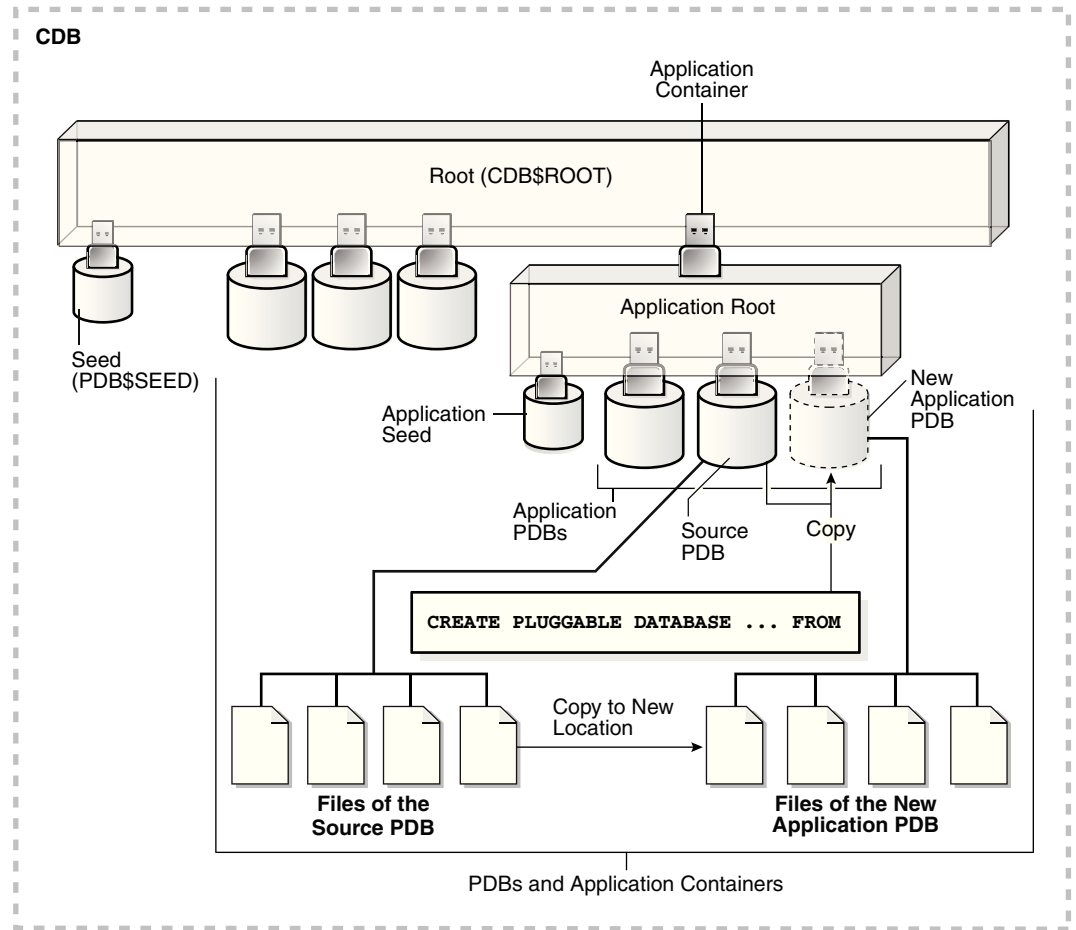 CDB
Application
Container
Root (CDB$ROOT)
Application Root
Seed
(PDB$SEED)
Application
Seed
New
Application
PDB
Application
PDBs
Source
PDB
Copy
CREATE PLUGGABLE DATABASE ... FROM
Copy to New
Location
Files of the
Source PDB
Files of the New
Application PDB
PDBs and Application Containers